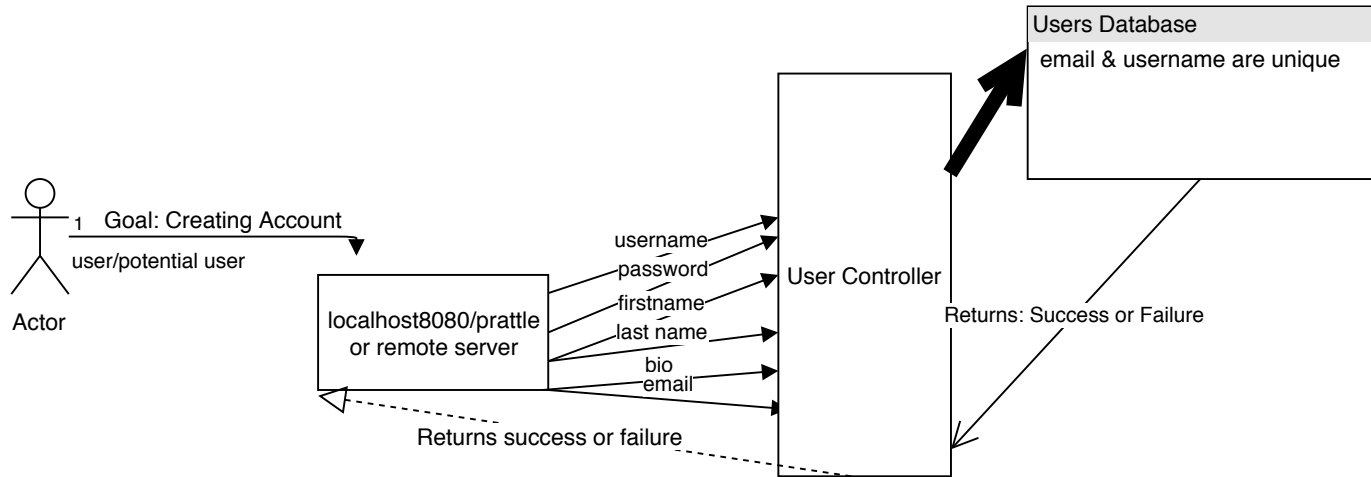 Users Database
email & username are unique
1 Goal: Creating Account
user/potential user
Actor
localhost8080/prattle
or remote server
username
password
firstname
last name
bio
email
User Controller
Returns: Success or Failure
Returns success or failure